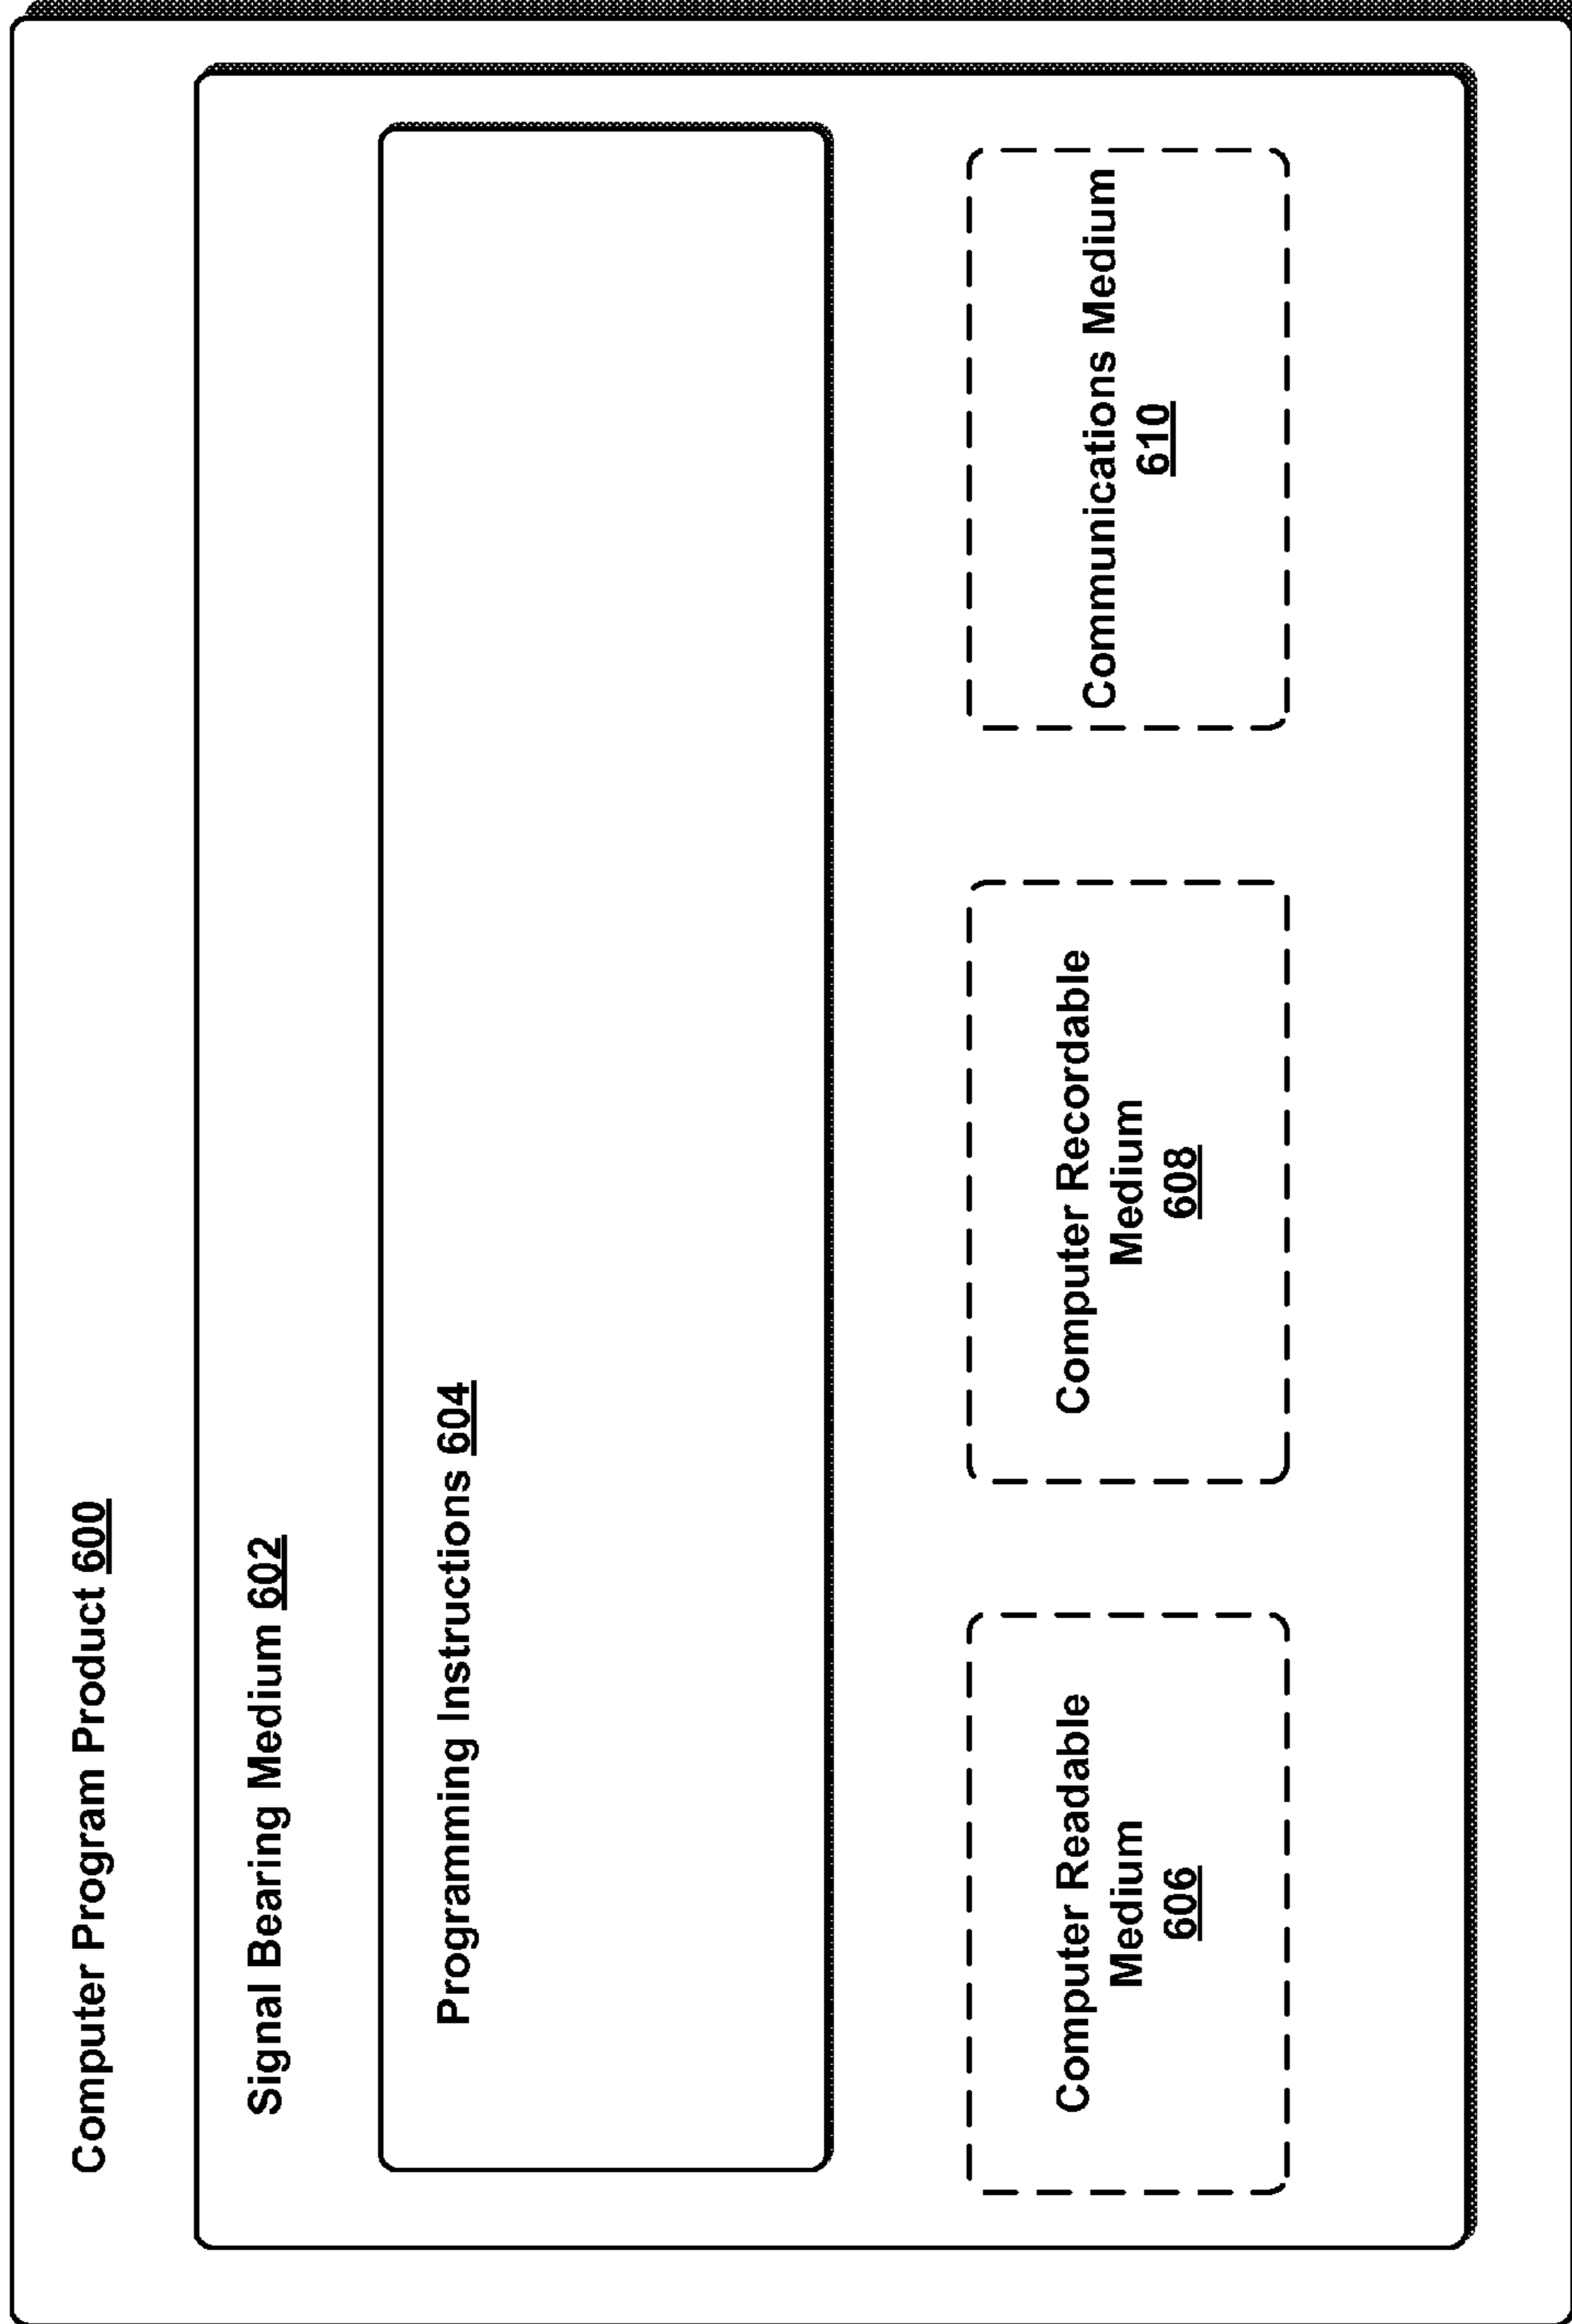 Computer Program Product 600
Signal Bearing Medium 602
Programming Instructions 604
Computer Readable
Medium
606
Computer Recordable
Medium
608
Communications Medium
610